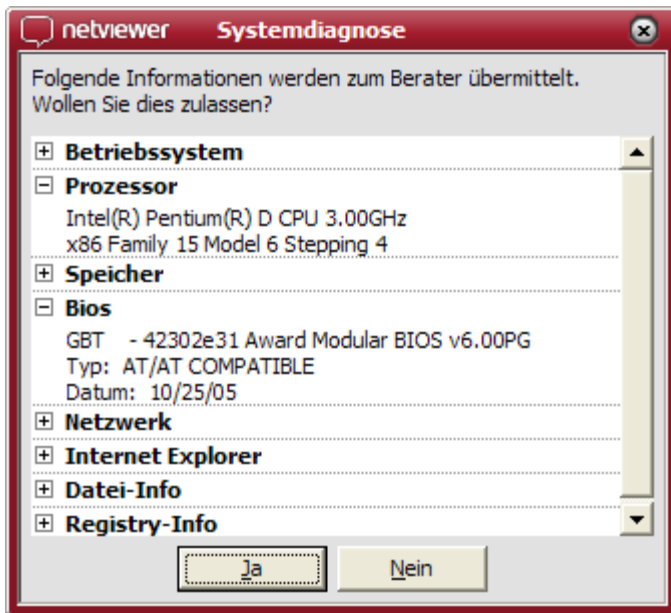 netviewer Systemdiagnose
Folgende Informationen werden zum Berater übermittelt.
Wollen Sie dies zulassen?
Betriebssystem
Prozessor
Intel(R) Pentium(R) D CPU 3.00GHz
x86 Family 15 Model 6 Stepping 4
Speicher
Bios
GBT - 42302e31 Award Modular BIOS v6.00PG
Typ: AT/AT COMPATIBLE
Datum: 10/25/05
Netzwerk
Internet Explorer
Datei-Info
Registry-Info
Ja Nein